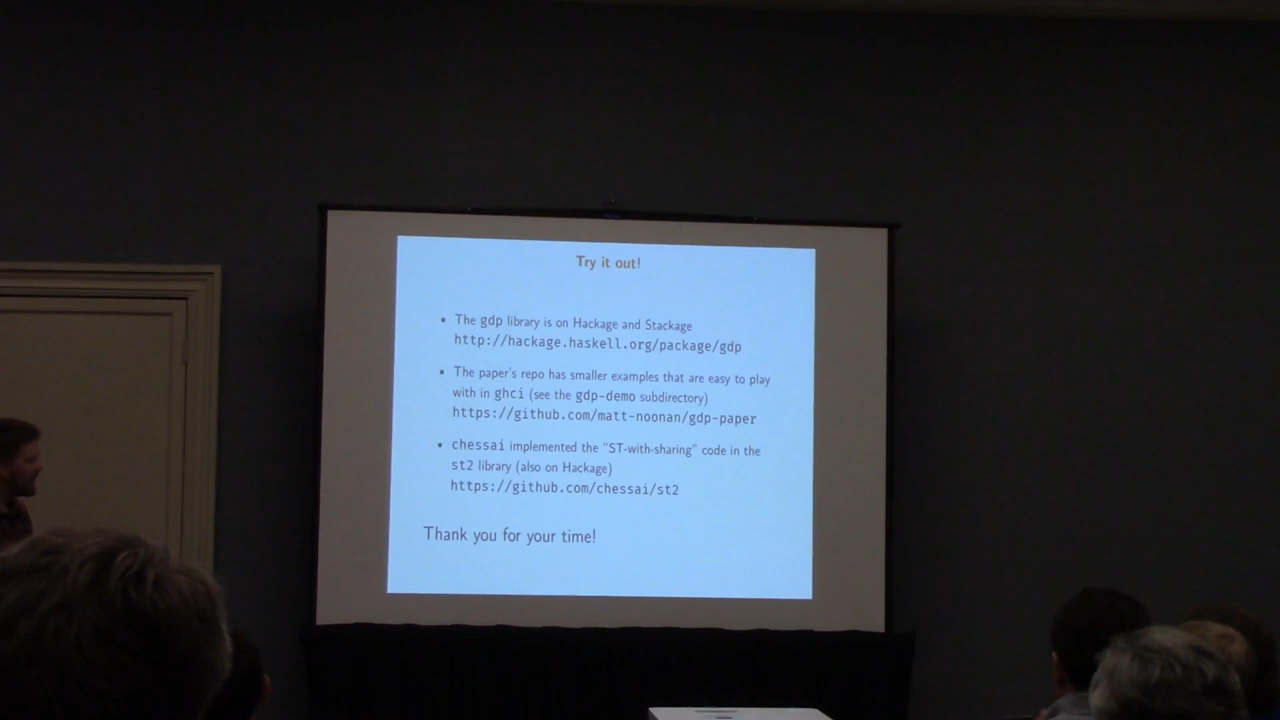 Try it out!
▪ The gdp library is on Hackage and Stackage
http://hackage.haskell.org/package/gdp
▪ The paper's repo has smaller examples that are easy to play
with in ghci (see the gdp-demo subdirectory)
https://github.com/matt-noonan/gdp-paper
▪ chessai implemented the "ST-with-sharing" code in the
st2 library (also on Hackage)
https://github.com/chessai/st2
Thank you for your time!